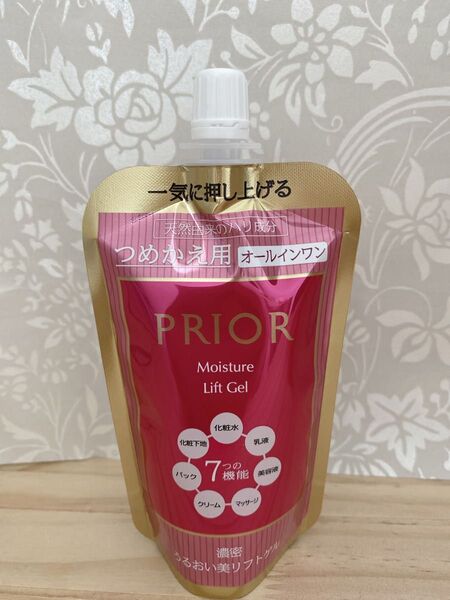 一気に押し上げる
天然由来のハリ成分
つめかえ用 オールインワン
PRIOR
Moisture
Lift Gel
化粧水
化粧下地 乳液
パック 7つの機能 美容液
クリーム マッサージ
濃密
うるおい美リフトゲル